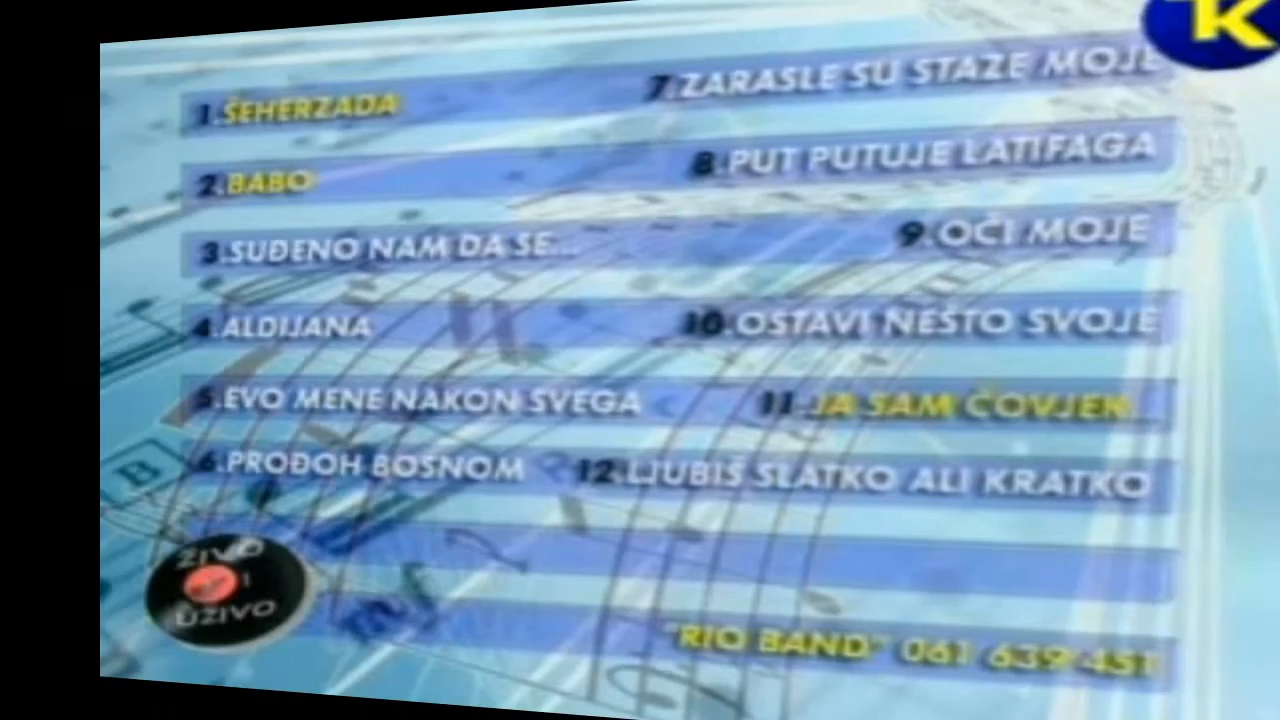 1.ŠEHERZADA
2.BABO
3.SUĐENO NAM DA SE...
4.ALDIJANA
5.EVO MENE NAKON SVEGA
6.PROĐOH BOSNOM
7.ZARASLE SU STAZE MOJE
8.PUT PUTUJE LATIFAGA
9.OČI MOJE
10.OSTAVI NEŠTO SVOJE
11.JA SAM ČOVJEK
12.LJUBIŠ SLATKO ALI KRATKO
ŽIVO
I
UŽIVO
"RIO BAND" 061 639 451
TK
B